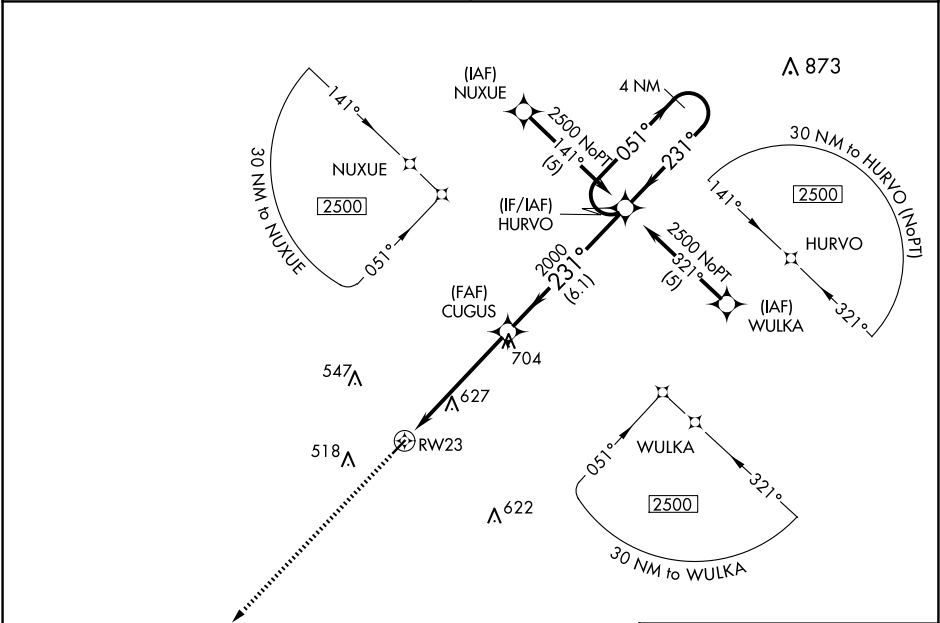 873
(IAF)
NUXUE
4 NM
2500 NoPT
141°
(5)
051°
231°
141°
NUXUE
2500
051°
30 NM to NUXUE
30 NM to HURVO (NoPT)
141°
2500
HURVO
321°
(IF/IAF)
HURVO
2500 NoPT
321°
(5)
(IAF)
WULKA
2000
231°
(6.1)
(FAF)
CUGUS
704
547
627
518
RW23
622
WULKA
051°
321°
2500
30 NM to WULKA